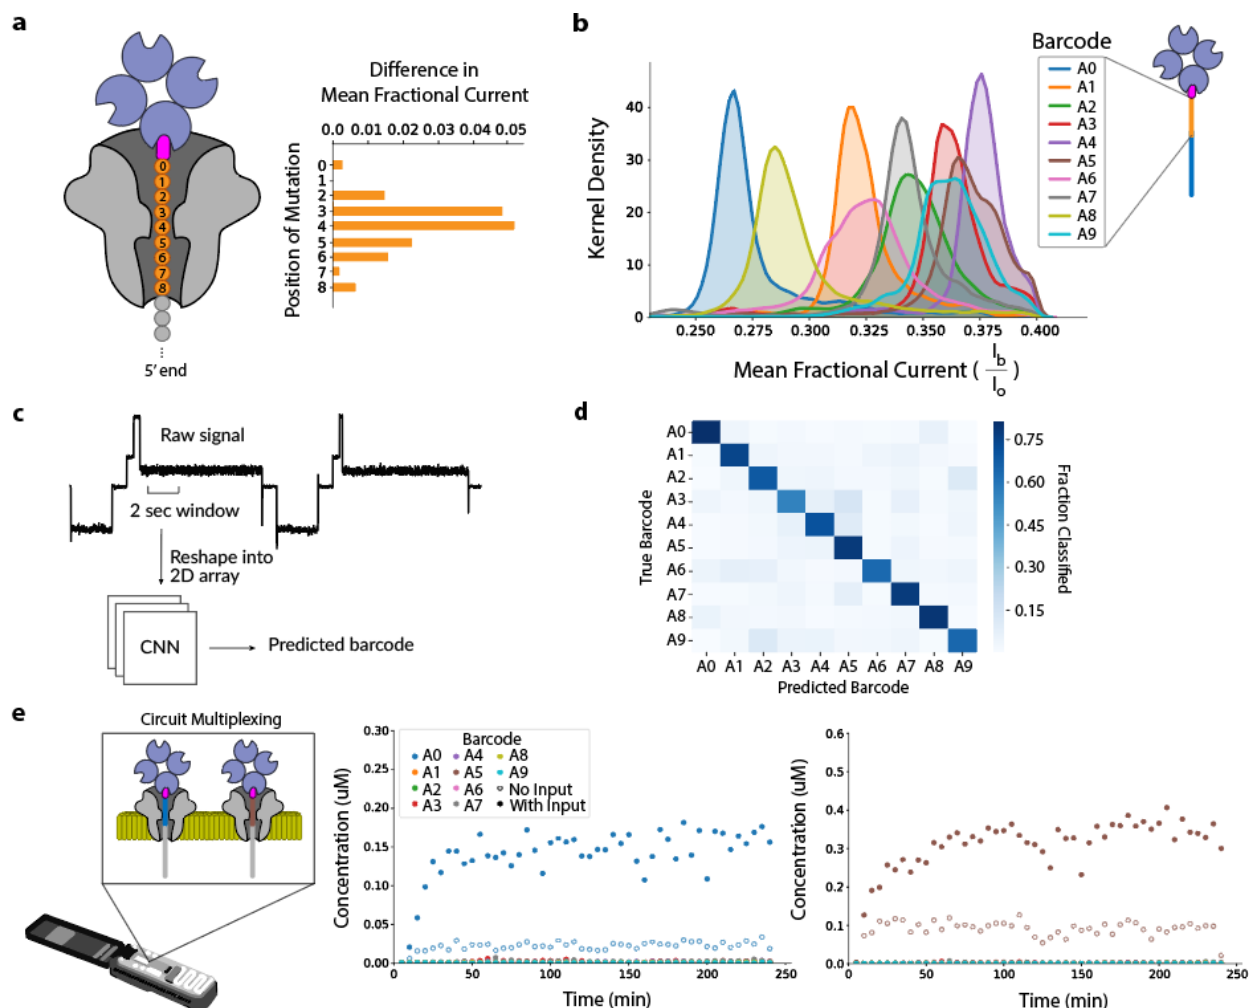 a
Difference in
Mean Fractional Current
0.0 0.01 0.02 0.03 0.04 0.05
Position of Mutation
0
1
2
3
4
5
6
7
8
0
1
2
3
4
5
6
7
8
5' end
b
Kernel Density
40
30
20
10
0
0.250 0.275 0.300 0.325 0.350 0.375 0.400
Mean Fractional Current ( I_b / I_o )
Barcode
A0
A1
A2
A3
A4
A5
A6
A7
A8
A9
c
Raw signal
2 sec window
Reshape into
2D array
CNN
Predicted barcode
d
True Barcode
A0
A1
A2
A3
A4
A5
A6
A7
A8
A9
A0 A1 A2 A3 A4 A5 A6 A7 A8 A9
Predicted Barcode
0.75
0.60
0.45
0.30
0.15
Fraction Classified
e
Circuit Multiplexing
Concentration (uM)
0.30
0.25
0.20
0.15
0.10
0.05
0.00
Barcode
A0 A4 A8
A1 A5 A9
A2 A6 No Input
A3 A7 With Input
0 50 100 150 200 250
Time (min)
Concentration (uM)
0.6
0.5
0.4
0.3
0.2
0.1
0.0
0 50 100 150 200 250
Time (min)